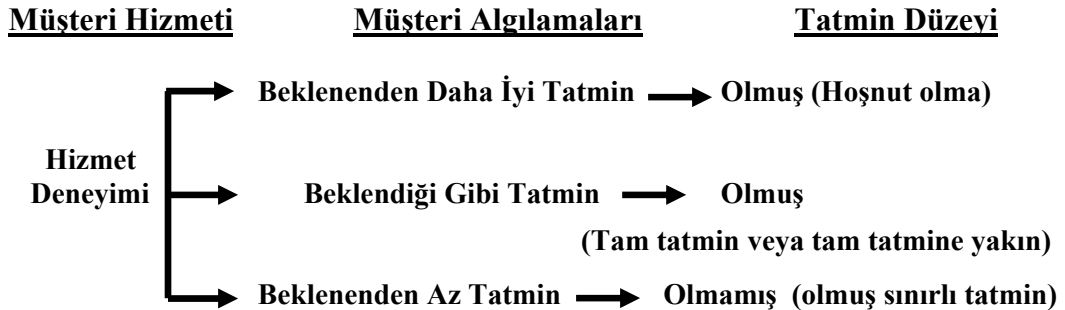 Müşteri Hizmeti Müşteri Algılamaları Tatmin Düzeyi
Beklenenden Daha İyi Tatmin Olmuş (Hoşnut olma)
Hizmet
Deneyimi Beklendiği Gibi Tatmin Olmuş
(Tam tatmin veya tam tatmine yakın)
Beklenenden Az Tatmin Olmamış (olmuş sınırlı tatmin)